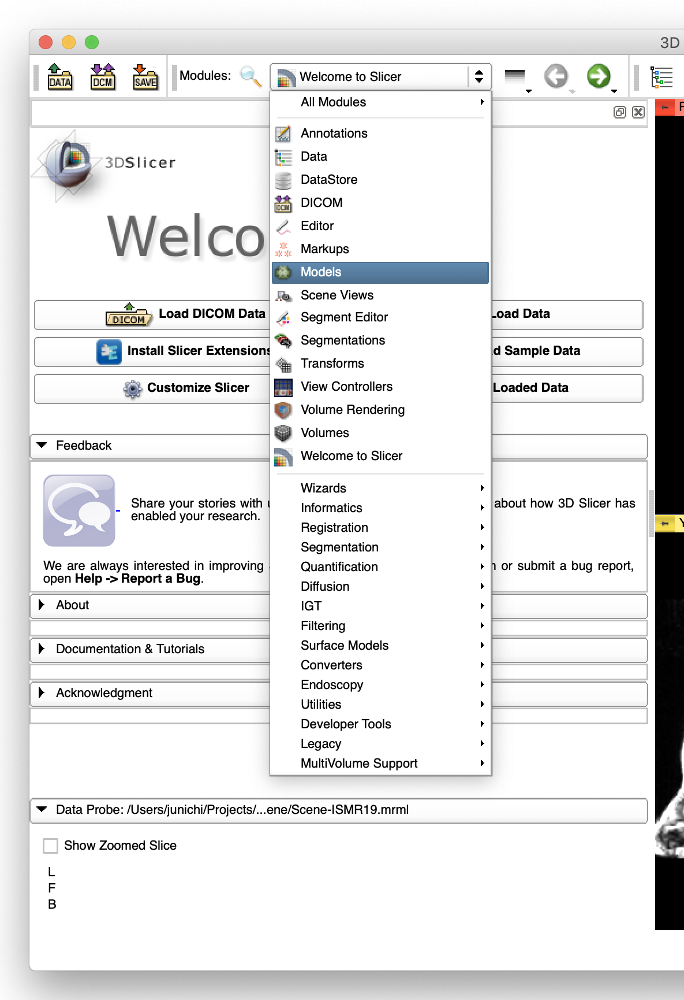 3D
DATA DCM SAVE Modules: Welcome to Slicer
All Modules
Annotations
Data
DataStore
DICOM
DCM
Editor
Markups
Models
Scene Views
Segment Editor
Segmentations
Transforms
View Controllers
Volume Rendering
Volumes
Welcome to Slicer
Wizards
Informatics
Registration
Segmentation
Quantification
Diffusion
IGT
Filtering
Surface Models
Converters
Endoscopy
Utilities
Developer Tools
Legacy
MultiVolume Support
3DSlicer
Welco
DICOM Load DICOM Data Load Data
Install Slicer Extensions d Sample Data
Customize Slicer Loaded Data
Feedback
Share your stories with about how 3D Slicer has
enabled your research.
We are always interested in improving or submit a bug report,
open Help -> Report a Bug.
About
Documentation & Tutorials
Acknowledgment
Data Probe: /Users/junichi/Projects/...ene/Scene-ISMR19.mrml
Show Zoomed Slice
L
F
B
Y